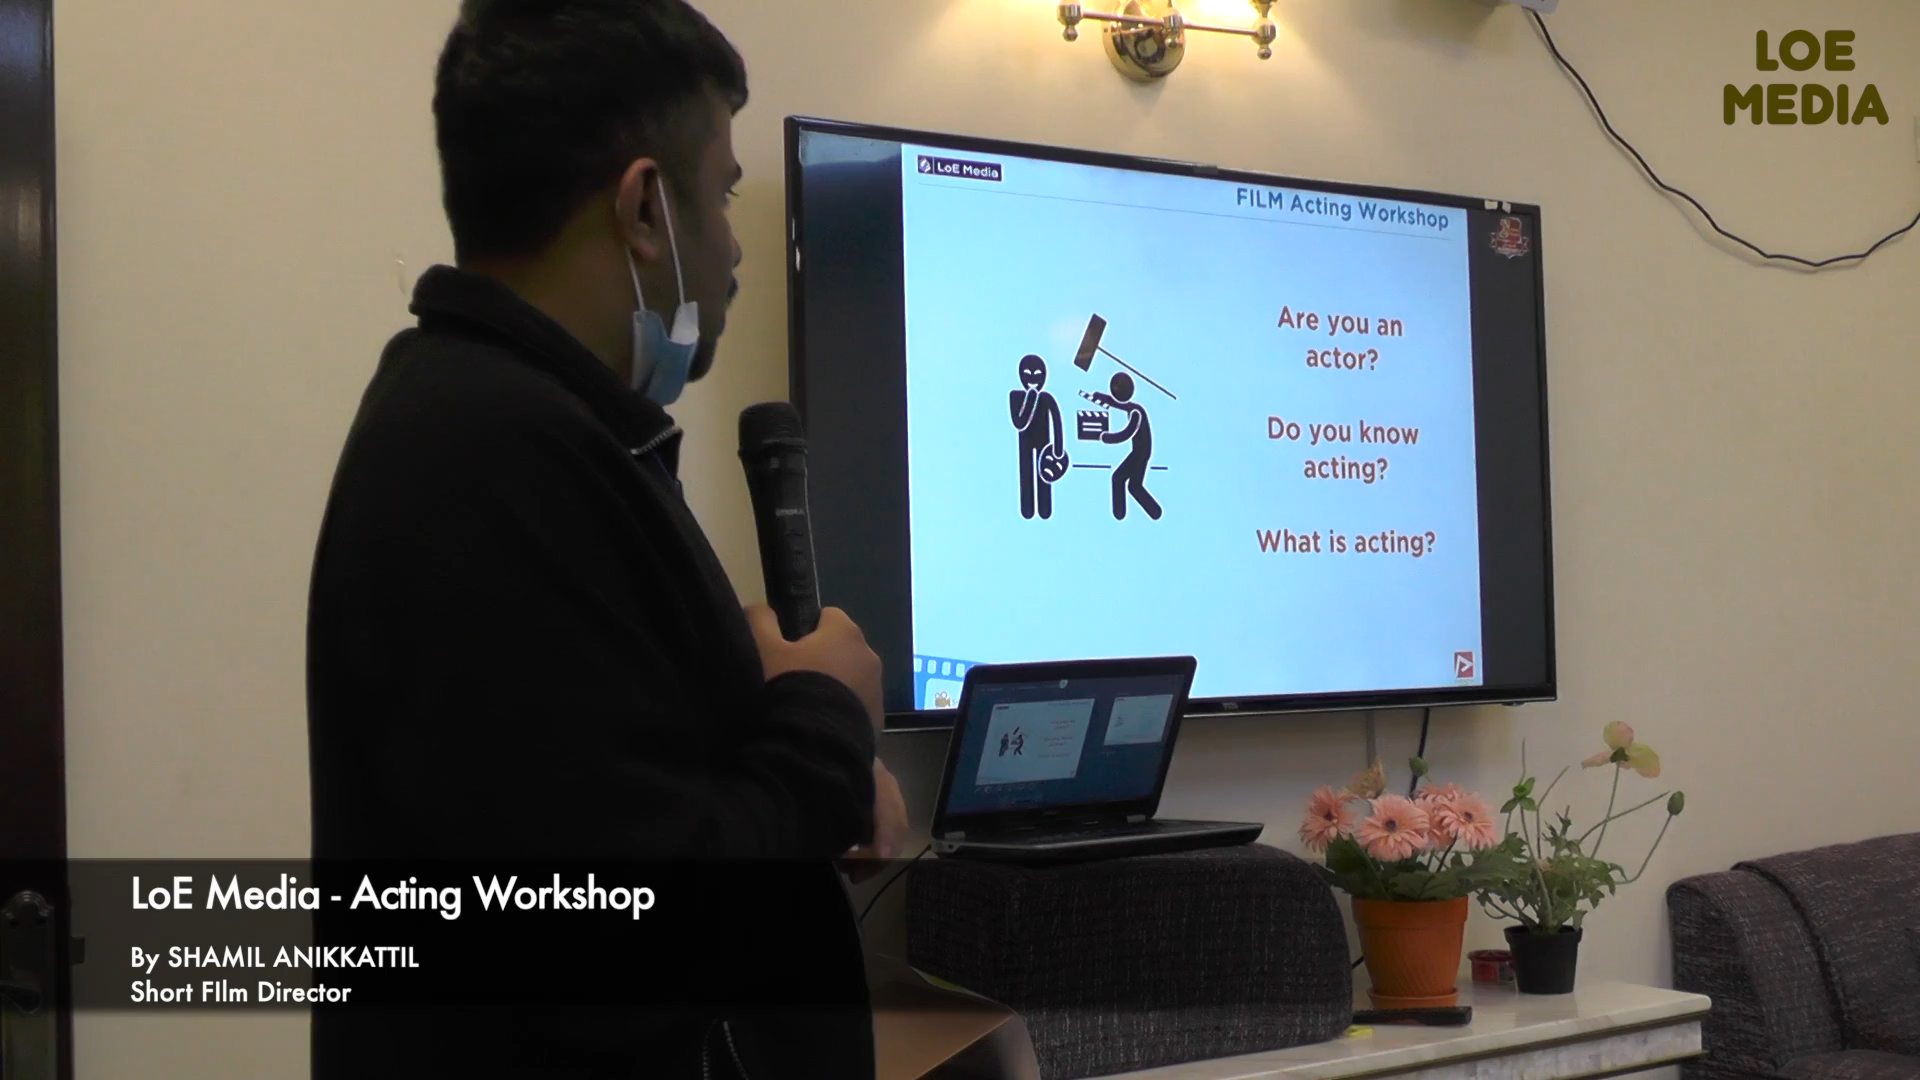 LOE
MEDIA
LoE Media
FILM Acting Workshop
Are you an
actor?
Do you know
acting?
What is acting?
LoE Media - Acting Workshop
By SHAMIL ANIKKATTIL
Short FIlm Director